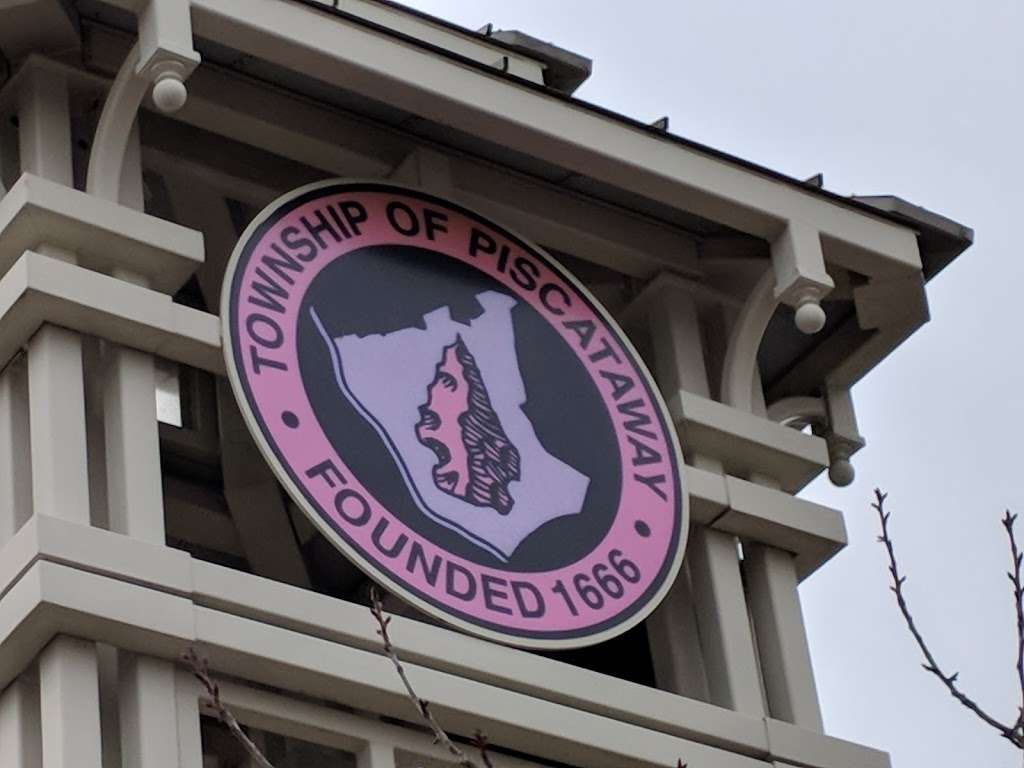 TOWNSHIP OF PISCATAWAY
FOUNDED 1666